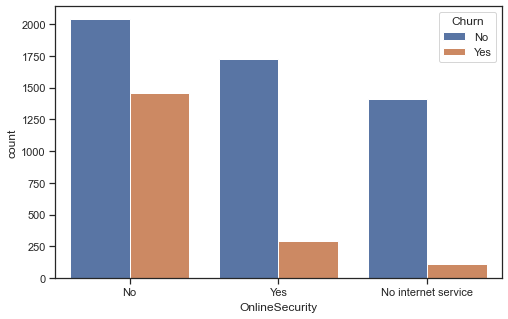 Churn
No
Yes
2000
1750
1500
1250
1000
750
500
250
0
count
No Yes No internet service
OnlineSecurity